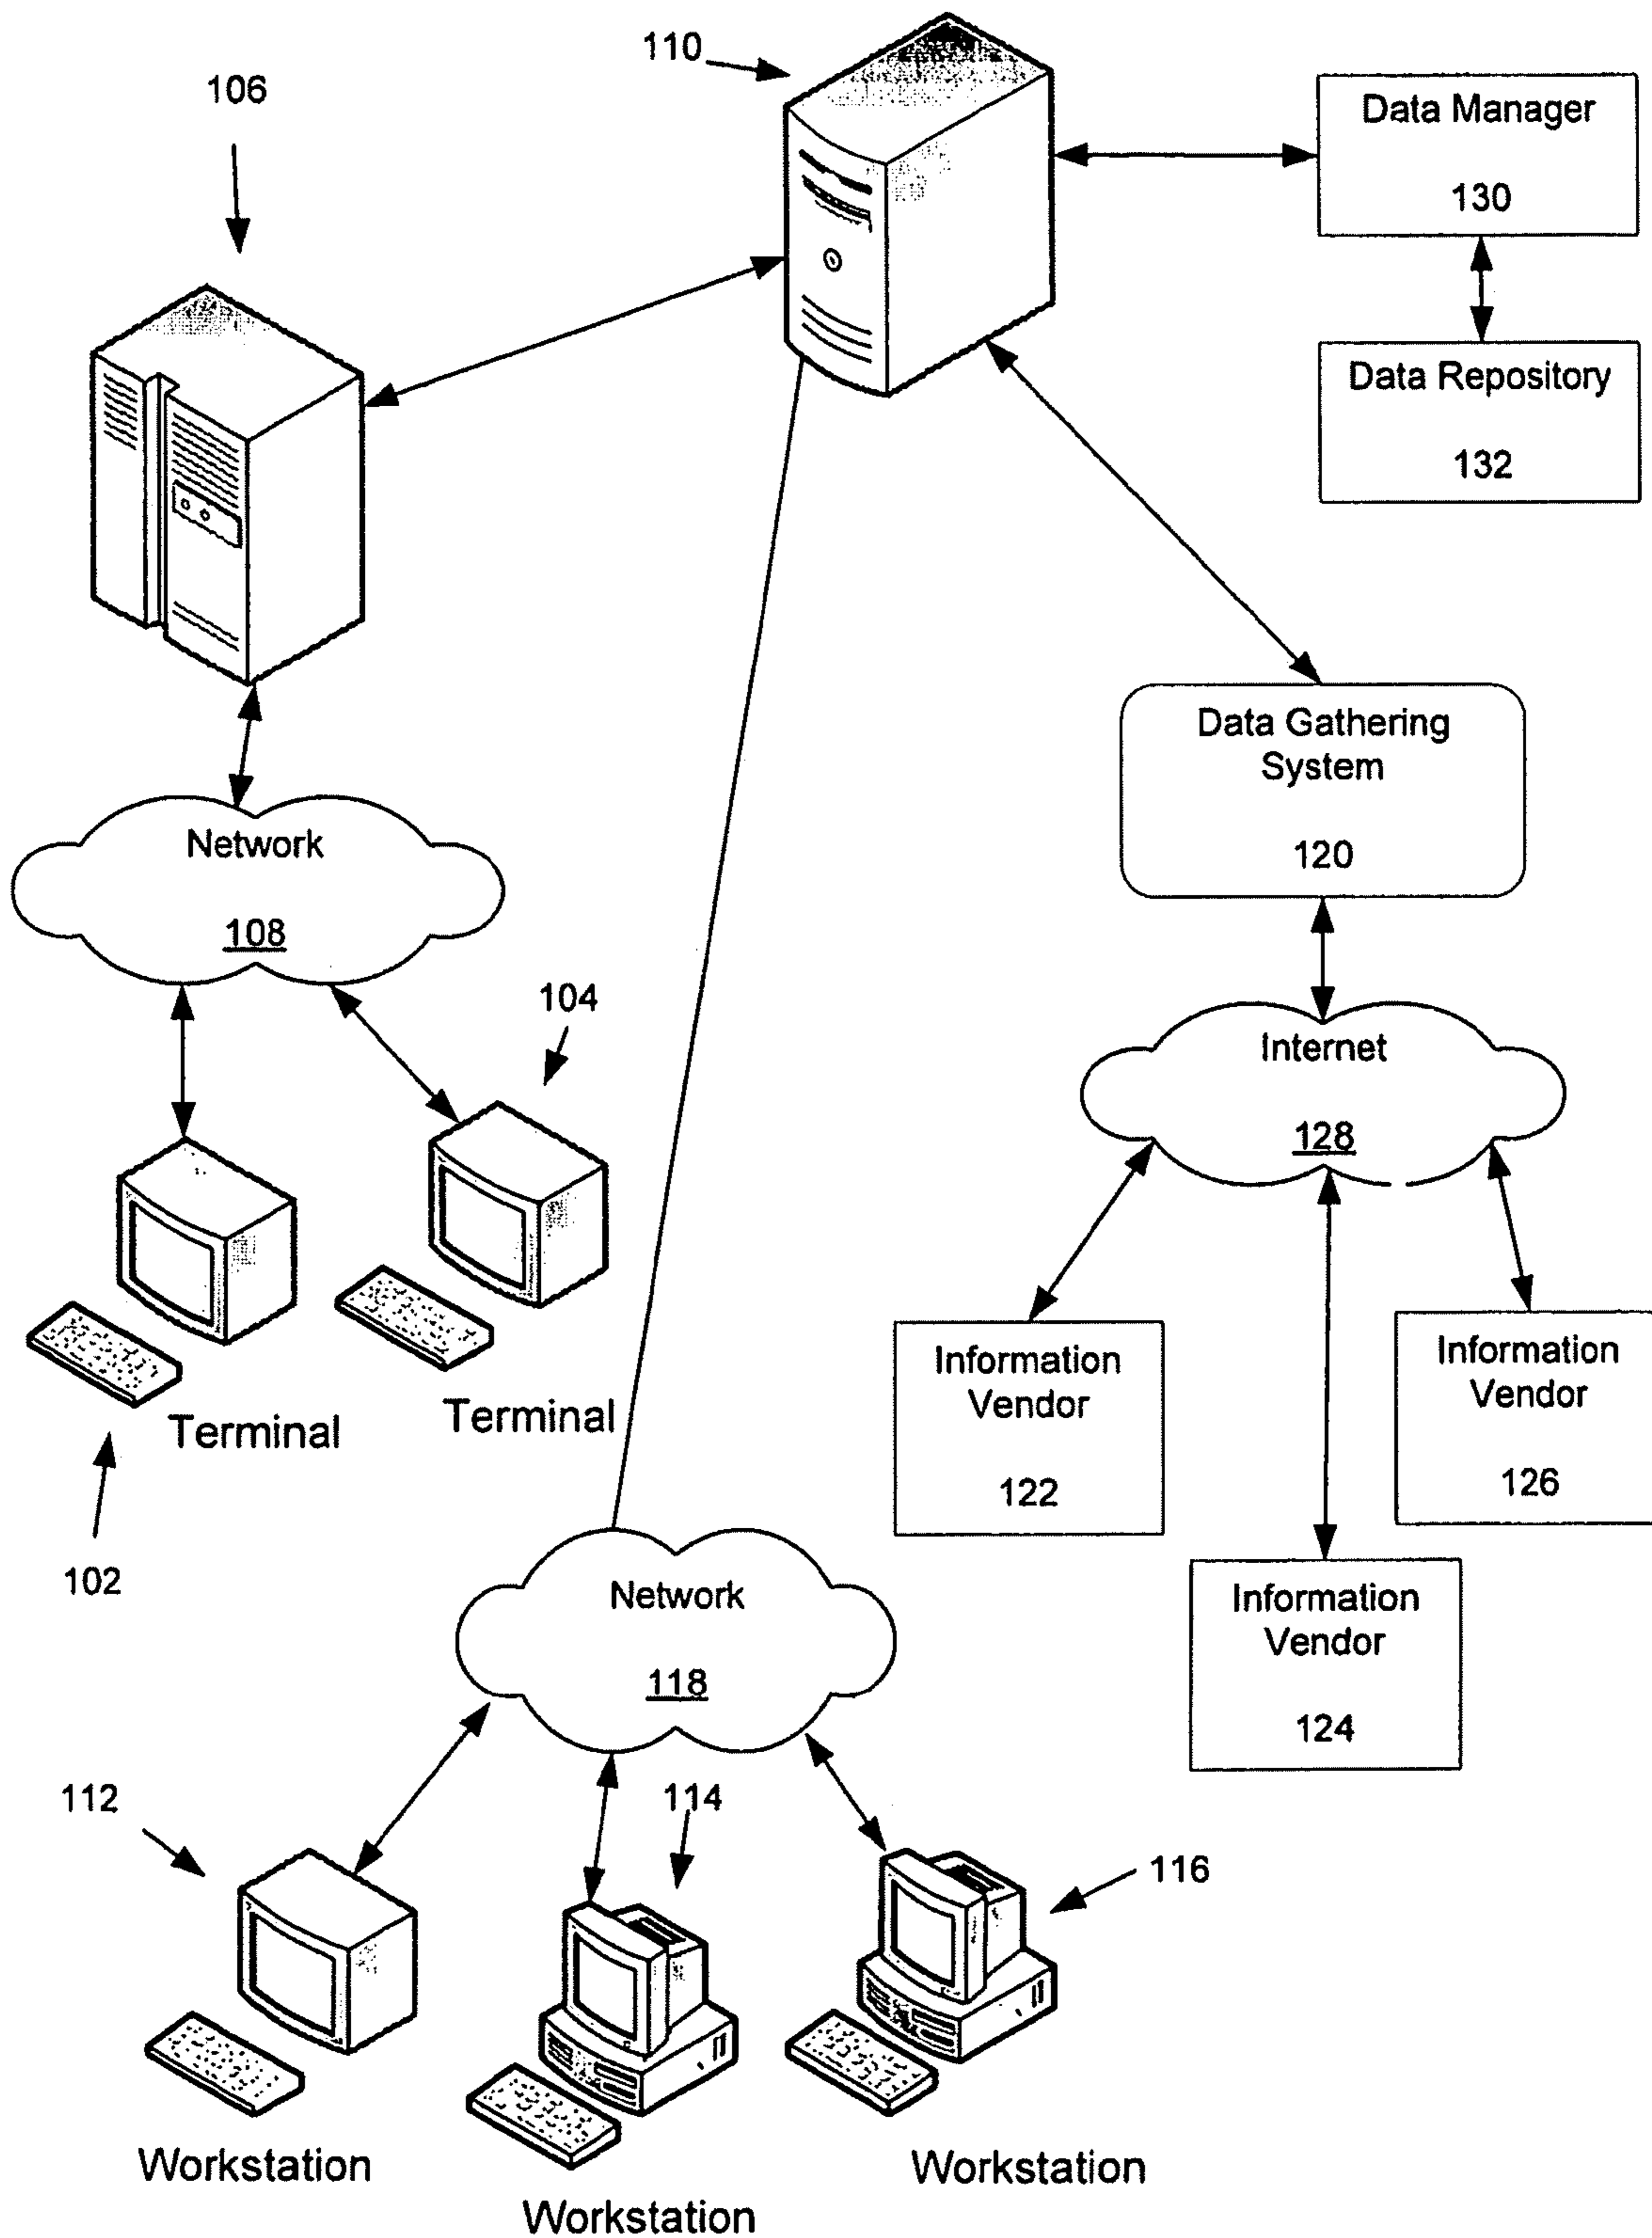 110
106
Data Manager
130
Data Repository
132
Data Gathering
System
120
Network
108
104
Internet
128
Information
Vendor
122
Information
Vendor
126
Terminal
Terminal
102
Network
118
Information
Vendor
124
112
114
116
Workstation
Workstation
Workstation